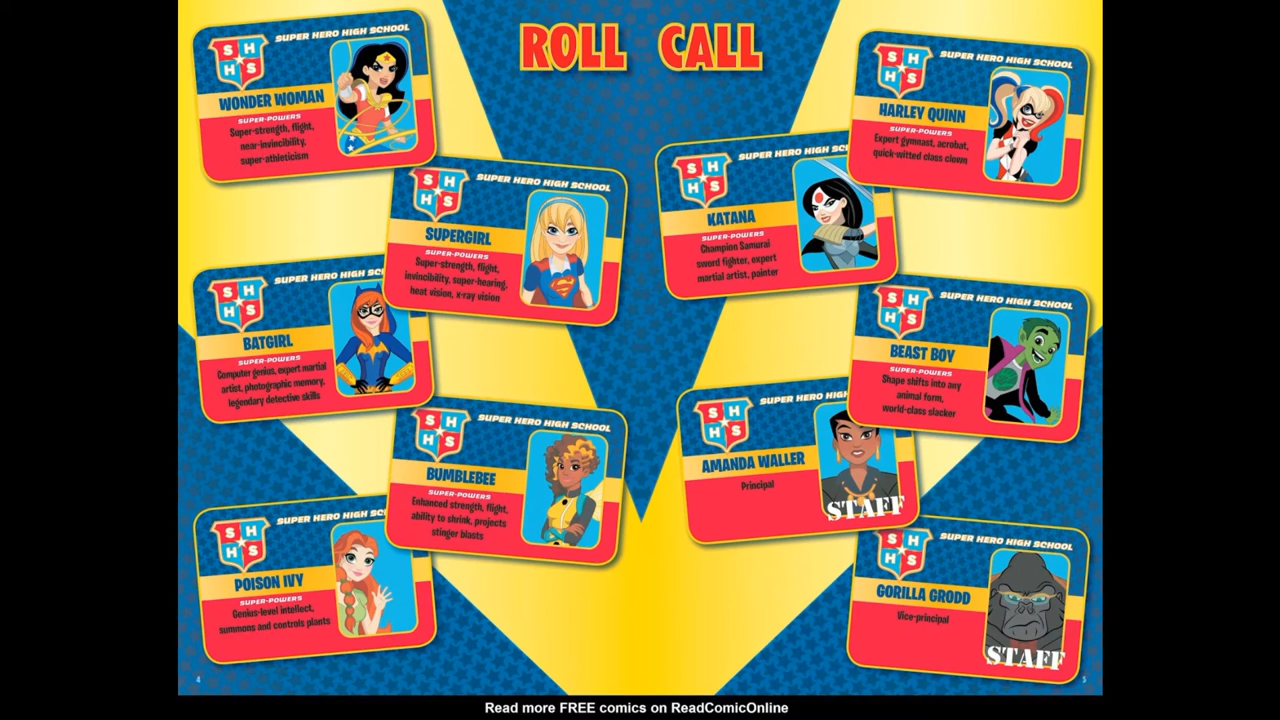 ROLL CALL
S H
H S
SUPER HERO HIGH SCHOOL
WONDER WOMAN
SUPER-POWERS
Super-strength, flight,
near-invincibility,
super-athleticism
S H
H S
SUPER HERO HIGH SCHOOL
SUPERGIRL
SUPER-POWERS
Super-strength, flight,
invincibility, super-hearing,
heat vision, x-ray vision
S H
H S
SUPER HERO HIGH SC
BATGIRL
SUPER-POWERS
Computer genius, expert martial
artist, photographic memory,
legendary detective skills
S H
H S
SUPER HERO HIGH SCHOOL
BUMBLEBEE
SUPER-POWERS
Enhanced strength, flight,
ability to shrink, projects
stinger blasts
S H
H S
SUPER HERO HIGH SC
POISON IVY
SUPER-POWERS
Genius-level intellect,
summons and controls plants
S H
H S
SUPER HERO HIGH SCHOOL
HARLEY QUINN
SUPER-POWERS
Expert gymnast, acrobat,
quick-witted class clown
S H
H S
SUPER HERO HIGH S
KATANA
SUPER-POWERS
Champion Samurai
sword fighter, expert
martial artist, painter
S H
H S
SUPER HERO HIGH SCHOOL
BEAST BOY
SUPER-POWERS
Shape shifts into any
animal form,
world-class slacker
S H
H S
SUPER HERO HIGH
AMANDA WALLER
Principal
STAFF
S H
H S
SUPER HERO HIGH SCHOOL
GORILLA GRODD
Vice-principal
STAFF
4
5
Read more FREE comics on ReadComicOnline